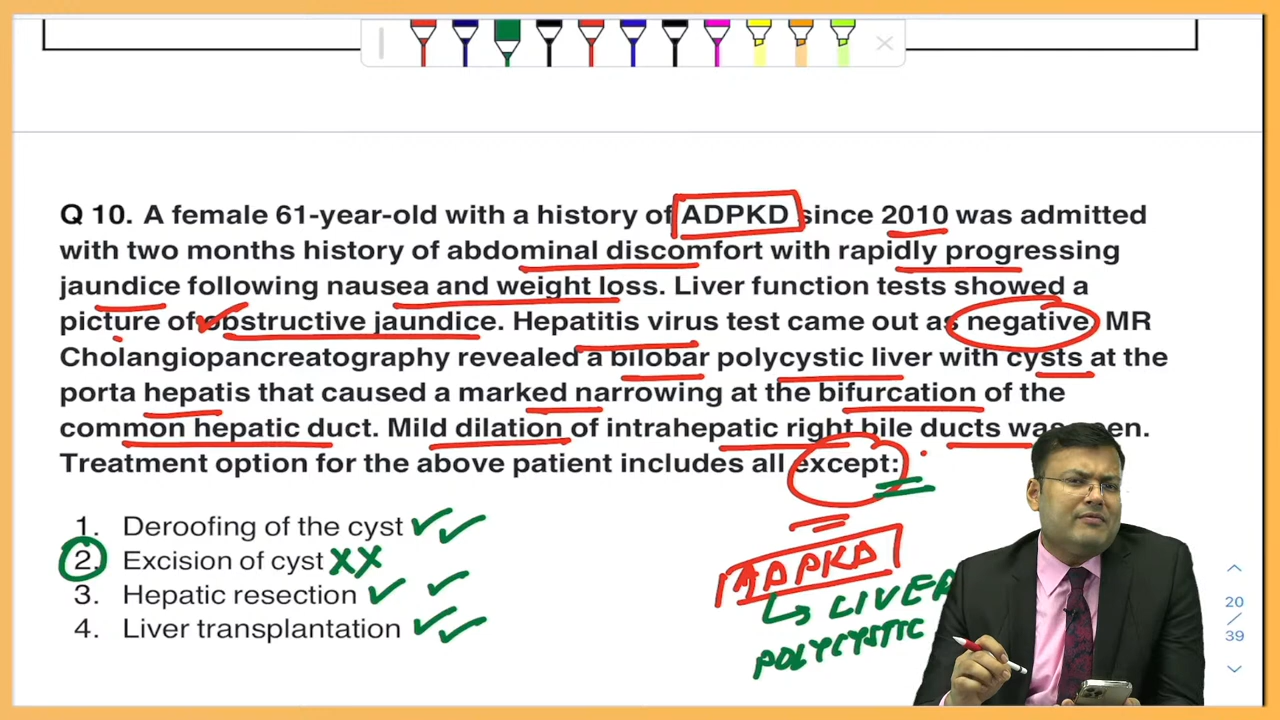 Q 10. A female 61-year-old with a history of ADPKD since 2010 was admitted
with two months history of abdominal discomfort with rapidly progressing
jaundice following nausea and weight loss. Liver function tests showed a
picture of obstructive jaundice. Hepatitis virus test came out as negative. MR
Cholangiopancreatography revealed a bilobar polycystic liver with cysts at the
porta hepatis that caused a marked narrowing at the bifurcation of the
common hepatic duct. Mild dilation of intrahepatic right bile ducts was
Treatment option for the above patient includes all except:
1. Deroofing of the cyst
2. Excision of cyst XX
3. Hepatic resection
4. Liver transplantation
ADPKD
LIVER
POLYCYSTIC
20
/
39